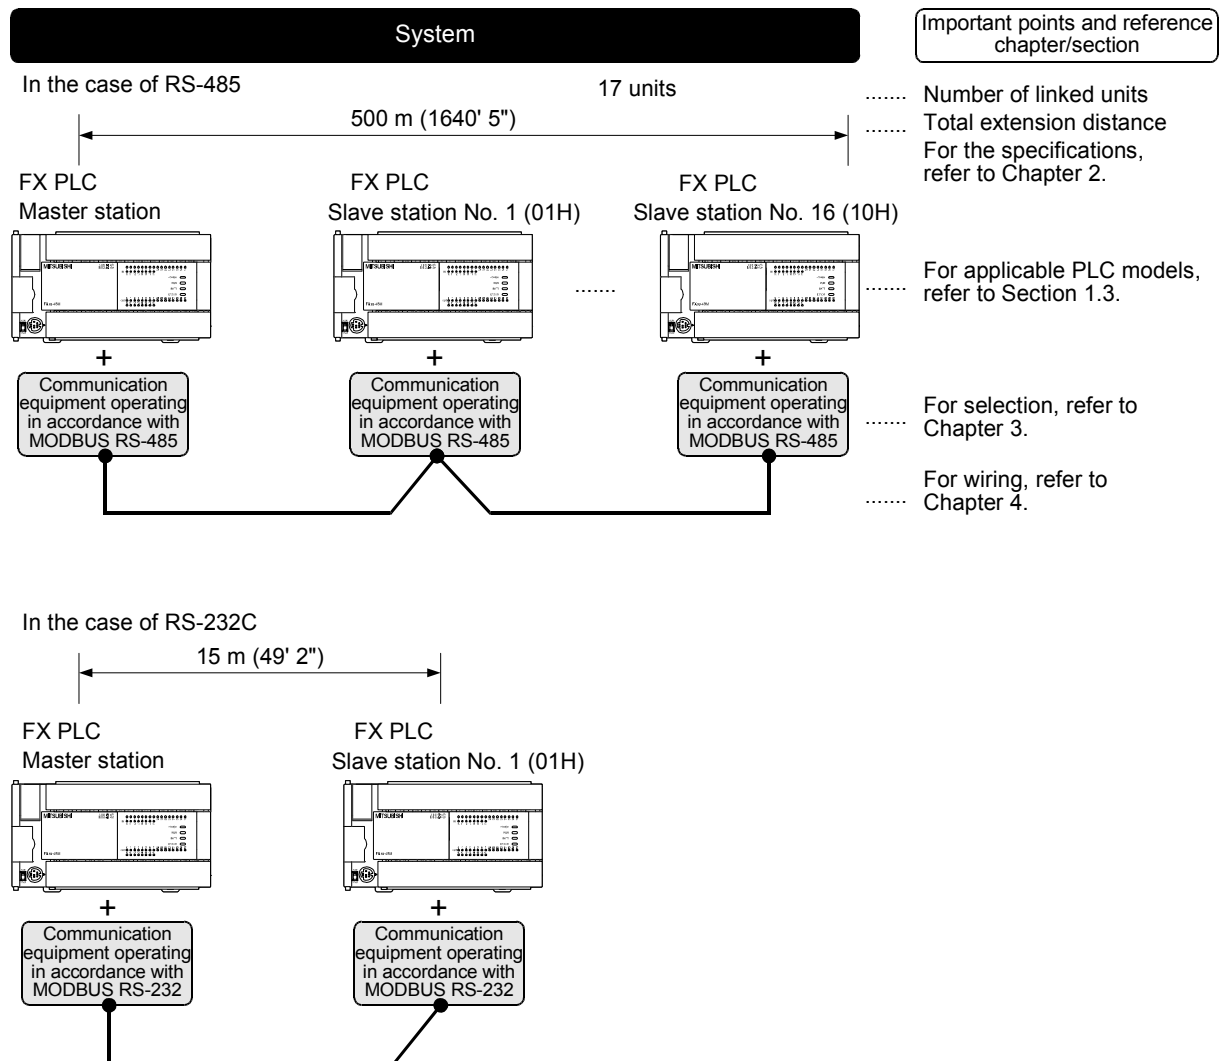 System
Important points and reference
chapter/section
In the case of RS-485
17 units
....... Number of linked units
500 m (1640' 5")
....... Total extension distance
For the specifications,
refer to Chapter 2.
FX PLC
Master station
FX PLC
Slave station No. 1 (01H)
FX PLC
Slave station No. 16 (10H)
MITSUBISHI
MITSUBISHI
.......
MITSUBISHI
....... For applicable PLC models,
refer to Section 1.3.
+
+
+
Communication
equipment operating
in accordance with
MODBUS RS-485
Communication
equipment operating
in accordance with
MODBUS RS-485
Communication
equipment operating
in accordance with
MODBUS RS-485
....... For selection, refer to
Chapter 3.
....... For wiring, refer to
Chapter 4.
In the case of RS-232C
15 m (49' 2")
FX PLC
Master station
FX PLC
Slave station No. 1 (01H)
MITSUBISHI
MITSUBISHI
+
+
Communication
equipment operating
in accordance with
MODBUS RS-232
Communication
equipment operating
in accordance with
MODBUS RS-232